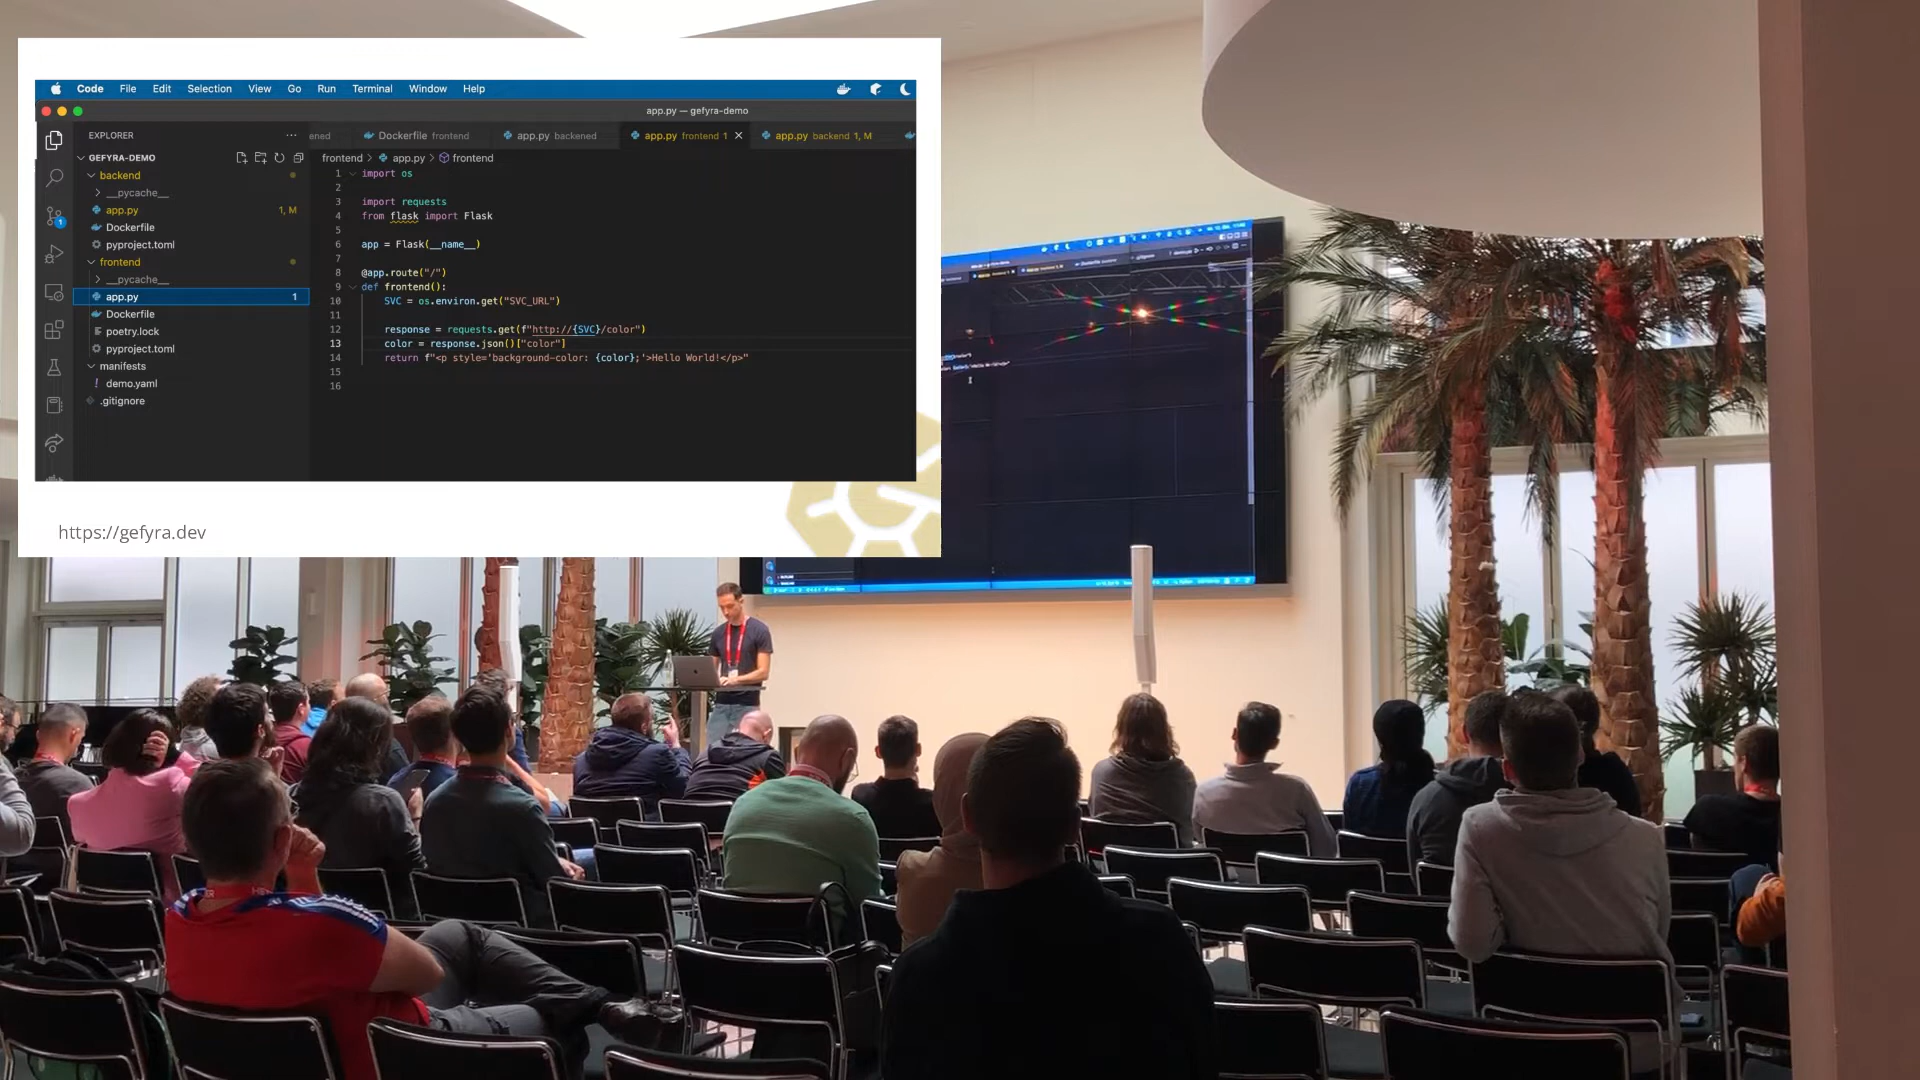 Code File Edit Selection View Go Run Terminal Window Help
app.py — gefyra-demo
EXPLORER
ened Dockerfile frontend app.py backened app.py frontend 1 app.py backend 1, M
GEFYRA-DEMO
frontend > app.py > frontend
backend
__pycache__
app.py 1, M
Dockerfile
pyproject.toml
frontend
__pycache__
app.py 1
Dockerfile
poetry.lock
pyproject.toml
manifests
demo.yaml
.gitignore
1
1 import os
2
3 import requests
4 from flask import Flask
5
6 app = Flask(__name__)
7
8 @app.route("/")
9 def frontend():
10 SVC = os.environ.get("SVC_URL")
11
12 response = requests.get(f"http://{SVC}/color")
13 color = response.json()["color"]
14 return f"<p style='background-color: {color};'>Hello World!</p>"
15
16
https://gefyra.dev